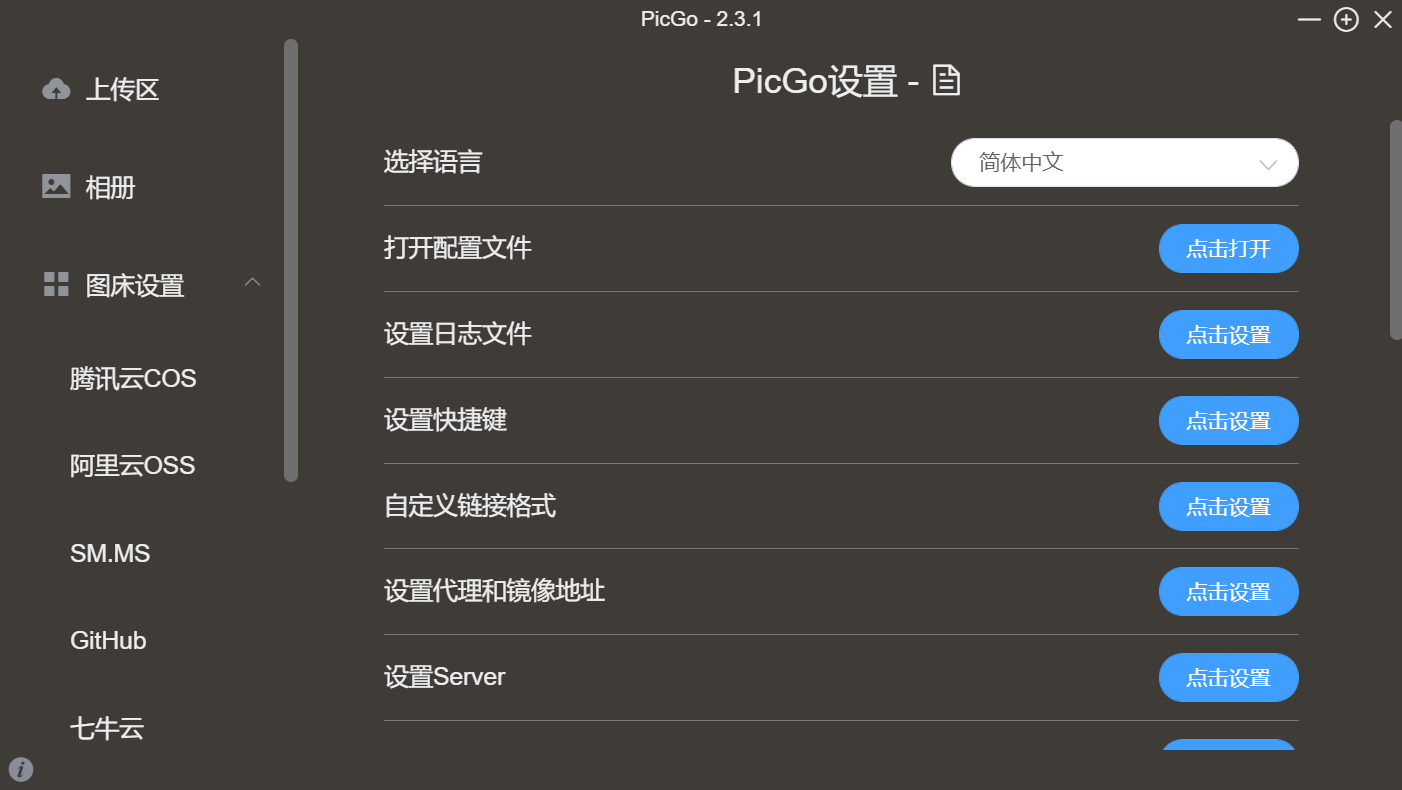 PicGo - 2.3.1
上传区
相册
图床设置
腾讯云COS
阿里云OSS
SM.MS
GitHub
七牛云
PicGo设置 -
选择语言 简体中文
打开配置文件 点击打开
设置日志文件 点击设置
设置快捷键 点击设置
自定义链接格式 点击设置
设置代理和镜像地址 点击设置
设置Server 点击设置